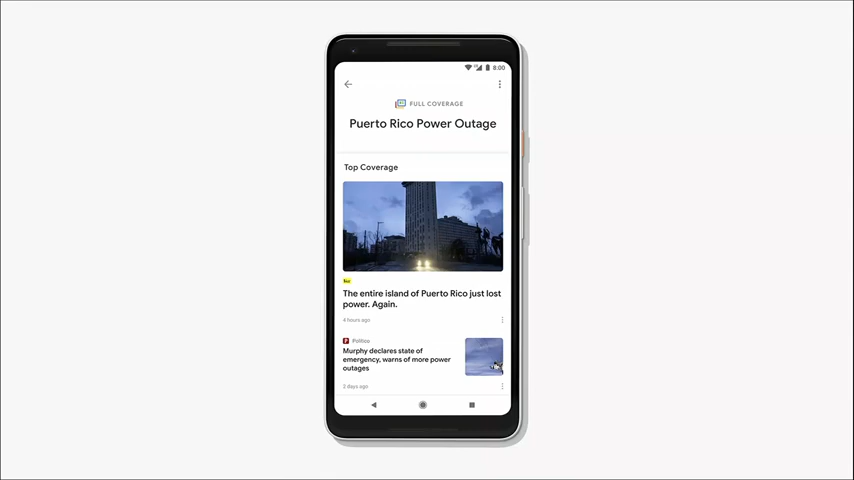 8:00
FULL COVERAGE
Puerto Rico Power Outage
Top Coverage
The entire island of Puerto Rico just lost
power. Again.
4 hours ago
Politico
Murphy declares state of
emergency, warns of more power
outages
2 days ago